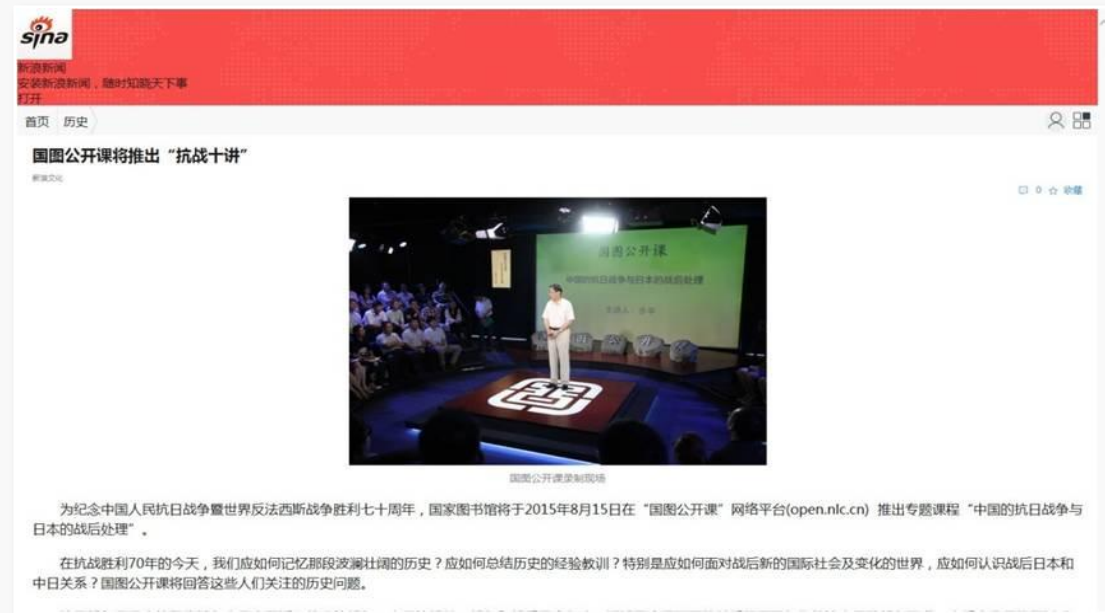 sina
新浪新闻
安装新浪新闻，随时知晓天下事
打开
首页 历史
国图公开课将推出“抗战十讲”
新浪文化
0 收藏
国图公开课
中国的抗日战争与日本的战后处理
国图公开课录制现场
为纪念中国人民抗日战争暨世界反法西斯战争胜利七十周年，国家图书馆将于2015年8月15日在“国图公开课”网络平台(open.nlc.cn) 推出专题课程“中国的抗日战争与
日本的战后处理”。
在抗战胜利70年的今天，我们应如何记忆那段波澜壮阔的历史？应如何总结历史的经验教训？特别是应如何面对战后新的国际社会及变化的世界，应如何认识战后日本和
中日关系？国图公开课将回答这些人们关注的历史问题。